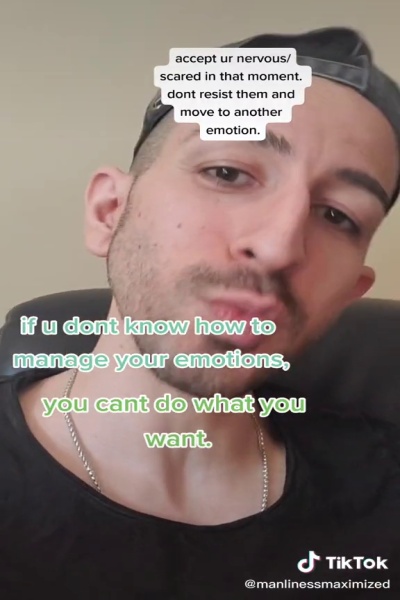 accept ur nervous/
scared in that moment.
dont resist them and
move to another
emotion.
if u dont know how to
manage your emotions,
you cant do what you
want.
TikTok
@manlinessmaximized